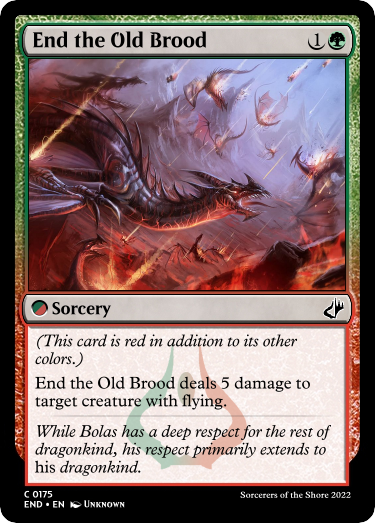 End the Old Brood 1
Sorcery
(This card is red in addition to its other
colors.)
End the Old Brood deals 5 damage to
target creature with flying.
While Bolas has a deep respect for the rest of
dragonkind, his respect primarily extends to
his dragonkind.
C 0175
END • EN Unknown
Sorcerers of the Shore 2022